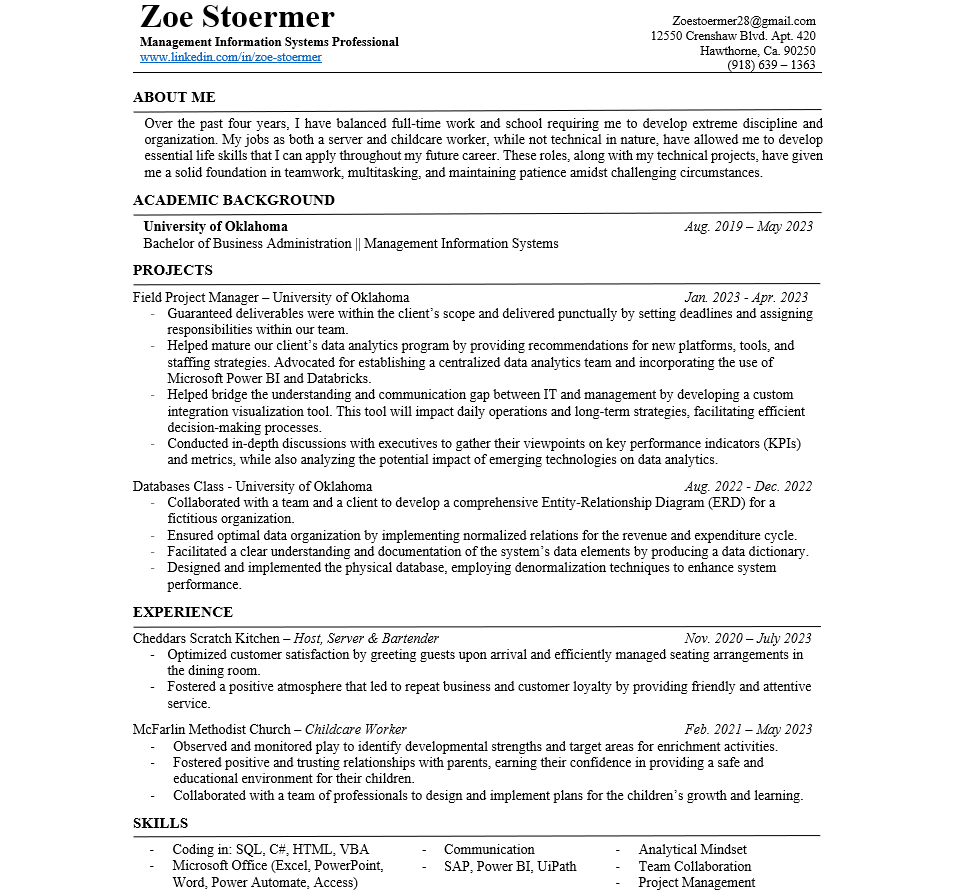 Zoe Stoermer
Management Information Systems Professional
www.linkedin.com/in/zoe-stoermer
Zoestoermer28@gmail.com
12550 Crenshaw Blvd. Apt. 420
Hawthorne, Ca. 90250
(918) 639 – 1363
ABOUT ME
Over the past four years, I have balanced full-time work and school requiring me to develop extreme discipline and
organization. My jobs as both a server and childcare worker, while not technical in nature, have allowed me to develop
essential life skills that I can apply throughout my future career. These roles, along with my technical projects, have given
me a solid foundation in teamwork, multitasking, and maintaining patience amidst challenging circumstances.
ACADEMIC BACKGROUND
University of Oklahoma Aug. 2019 – May 2023
Bachelor of Business Administration || Management Information Systems
PROJECTS
Field Project Manager – University of Oklahoma Jan. 2023 - Apr. 2023
- Guaranteed deliverables were within the client’s scope and delivered punctually by setting deadlines and assigning
responsibilities within our team.
- Helped mature our client’s data analytics program by providing recommendations for new platforms, tools, and
staffing strategies. Advocated for establishing a centralized data analytics team and incorporating the use of
Microsoft Power BI and Databricks.
- Helped bridge the understanding and communication gap between IT and management by developing a custom
integration visualization tool. This tool will impact daily operations and long-term strategies, facilitating efficient
decision-making processes.
- Conducted in-depth discussions with executives to gather their viewpoints on key performance indicators (KPIs)
and metrics, while also analyzing the potential impact of emerging technologies on data analytics.
Databases Class - University of Oklahoma Aug. 2022 - Dec. 2022
- Collaborated with a team and a client to develop a comprehensive Entity-Relationship Diagram (ERD) for a
fictitious organization.
- Ensured optimal data organization by implementing normalized relations for the revenue and expenditure cycle.
- Facilitated a clear understanding and documentation of the system’s data elements by producing a data dictionary.
- Designed and implemented the physical database, employing denormalization techniques to enhance system
performance.
EXPERIENCE
Cheddars Scratch Kitchen – Host, Server & Bartender Nov. 2020 – July 2023
- Optimized customer satisfaction by greeting guests upon arrival and efficiently managed seating arrangements in
the dining room.
- Fostered a positive atmosphere that led to repeat business and customer loyalty by providing friendly and attentive
service.
McFarlin Methodist Church – Childcare Worker Feb. 2021 – May 2023
- Observed and monitored play to identify developmental strengths and target areas for enrichment activities.
- Fostered positive and trusting relationships with parents, earning their confidence in providing a safe and
educational environment for their children.
- Collaborated with a team of professionals to design and implement plans for the children’s growth and learning.
SKILLS
- Coding in: SQL, C#, HTML, VBA
- Microsoft Office (Excel, PowerPoint,
Word, Power Automate, Access)
- Communication
- SAP, Power BI, UiPath
- Analytical Mindset
- Team Collaboration
- Project Management